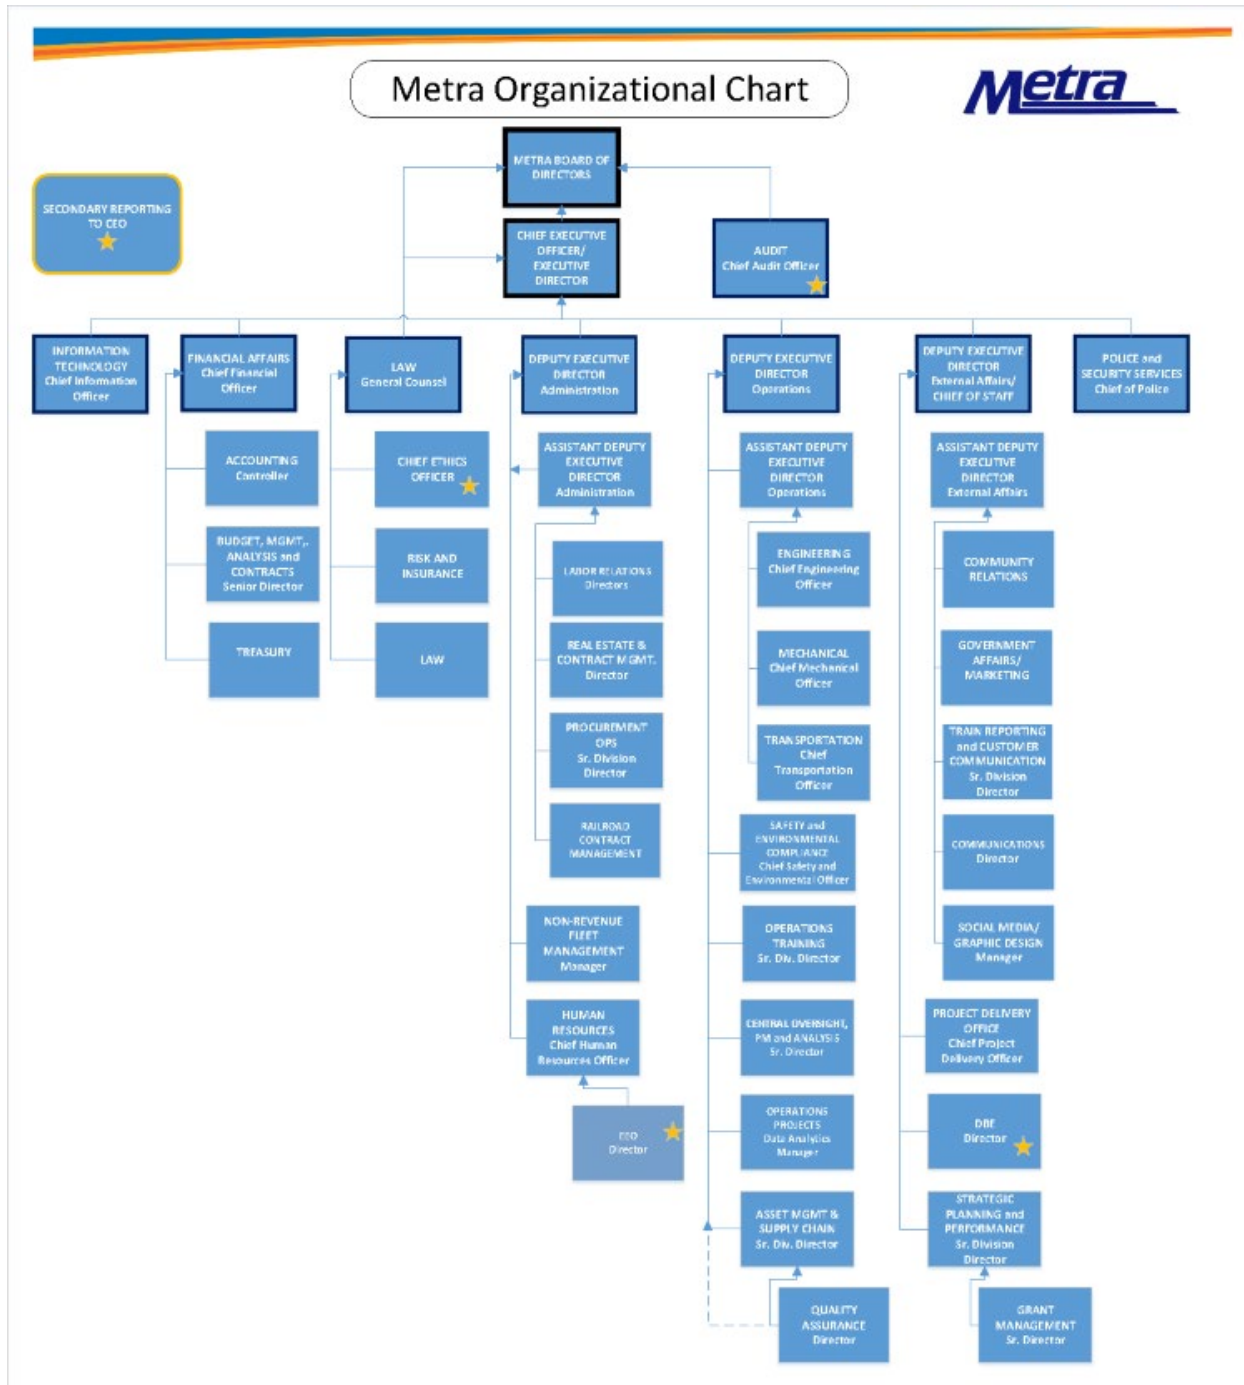 Metra Organizational Chart
Metra
METRA BOARD OF
DIRECTORS
SECONDARY REPORTING
TO CEO
CHIEF EXECUTIVE
OFFICER/
EXECUTIVE
DIRECTOR
AUDIT
Chief Audit Officer
INFORMATION
TECHNOLOGY
Chief Information
Officer
FINANCIAL AFFAIRS
Chief Financial
Officer
LAW
General Counsel
DEPUTY EXECUTIVE
DIRECTOR
Administration
DEPUTY EXECUTIVE
DIRECTOR
Operations
DEPUTY EXECUTIVE
DIRECTOR
External Affairs/
CHIEF OF STAFF
POLICE and
SECURITY SERVICES
Chief of Police
ACCOUNTING
Controller
BUDGET, MGMT,.
ANALYSIS and
CONTRACTS
Senior Director
TREASURY
CHIEF ETHICS
OFFICER
RISK AND
INSURANCE
LAW
ASSISTANT DEPUTY
EXECUTIVE
DIRECTOR
Administration
LABOR RELATIONS
Directors
REAL ESTATE &
CONTRACT MGMT.
Director
PROCUREMENT
OPS
Sr. Division
Director
RAILROAD
CONTRACT
MANAGEMENT
NON-REVENUE
FLEET
MANAGEMENT
Manager
HUMAN
RESOURCES
Chief Human
Resources Officer
EEO
Director
ASSISTANT DEPUTY
EXECUTIVE
DIRECTOR
Operations
ENGINEERING
Chief Engineering
Officer
MECHANICAL
Chief Mechanical
Officer
TRANSPORTATION
Chief
Transportation
Officer
SAFETY and
ENVIRONMENTAL
COMPLIANCE
Chief Safety and
Environmental Officer
OPERATIONS
TRAINING
Sr. Div. Director
CENTRAL OVERSIGHT,
PM and ANALYSIS
Sr. Director
OPERATIONS
PROJECTS
Data Analytics
Manager
ASSET MGMT &
SUPPLY CHAIN
Sr. Div. Director
QUALITY
ASSURANCE
Director
ASSISTANT DEPUTY
EXECUTIVE
DIRECTOR
External Affairs
COMMUNITY
RELATIONS
GOVERNMENT
AFFAIRS/
MARKETING
TRAIN REPORTING
and CUSTOMER
COMMUNICATION
Sr. Division
Director
COMMUNICATIONS
Director
SOCIAL MEDIA/
GRAPHIC DESIGN
Manager
PROJECT DELIVERY
OFFICE
Chief Project
Delivery Officer
DBE
Director
STRATEGIC
PLANNING and
PERFORMANCE
Sr. Division
Director
GRANT
MANAGEMENT
Sr. Director